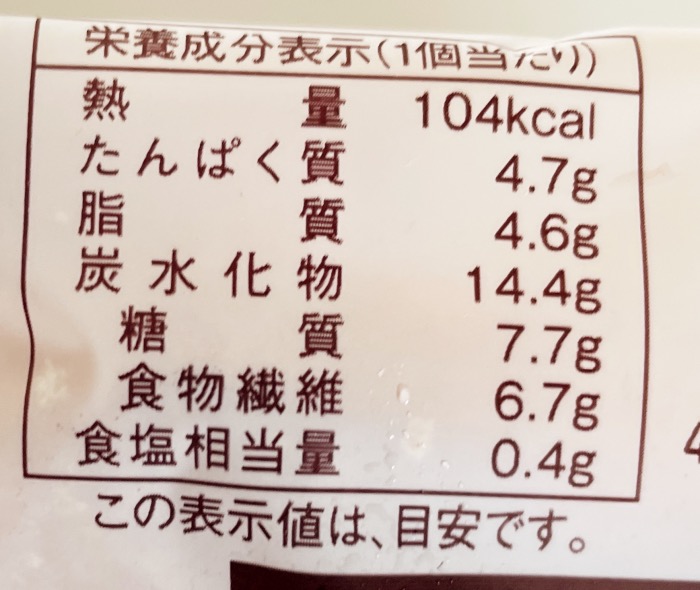 栄養成分表示(1個当たり)
熱量 104kcal
たんぱく質 4.7g
脂質 4.6g
炭水化物 14.4g
糖質 7.7g
食物繊維 6.7g
食塩相当量 0.4g
この表示値は、目安です。